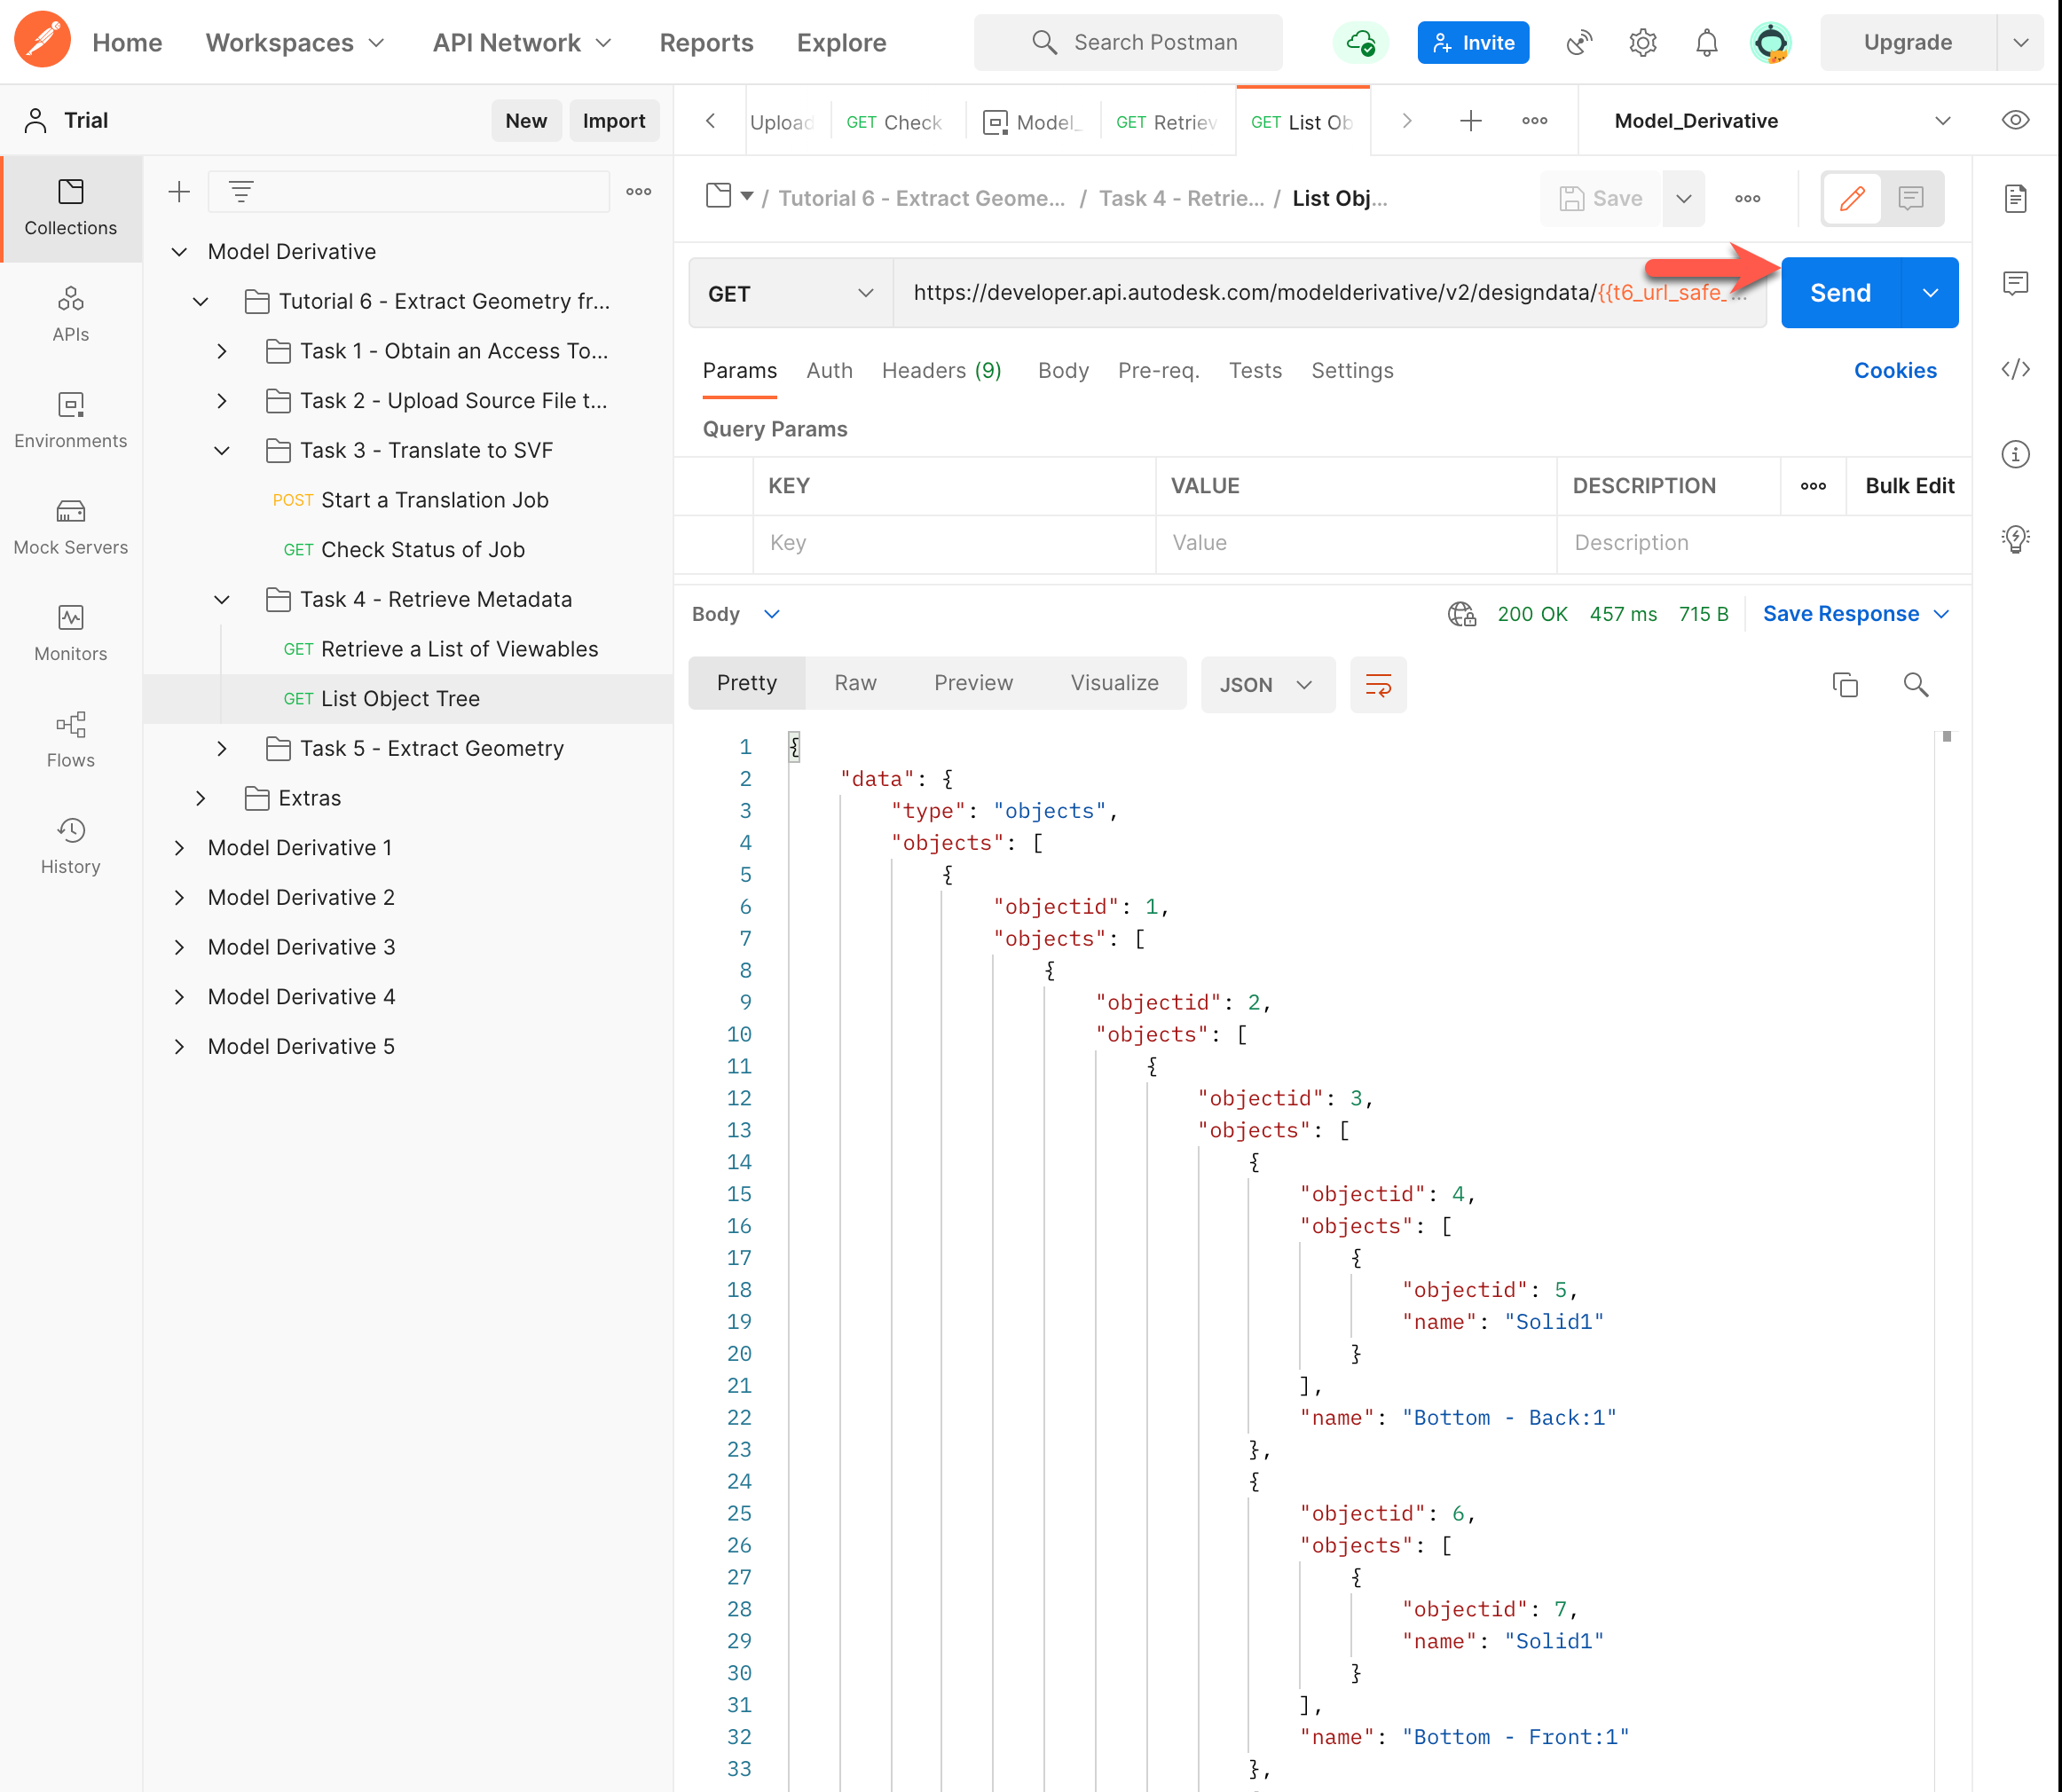 Home Workspaces API Network Reports Explore Search Postman Invite Upgrade
Trial New Import
Upload GET Check Model_ GET Retriev GET List Ob ooo Model_Derivative
Collections
APIs
Environments
Mock Servers
Monitors
Flows
History
Model Derivative
Tutorial 6 - Extract Geometry fr...
Task 1 - Obtain an Access To...
Task 2 - Upload Source File t...
Task 3 - Translate to SVF
POST Start a Translation Job
GET Check Status of Job
Task 4 - Retrieve Metadata
GET Retrieve a List of Viewables
GET List Object Tree
Task 5 - Extract Geometry
Extras
Model Derivative 1
Model Derivative 2
Model Derivative 3
Model Derivative 4
Model Derivative 5
/ Tutorial 6 - Extract Geome... / Task 4 - Retrie... / List Obj... Save
GET https://developer.api.autodesk.com/modelderivative/v2/designdata/{{t6_url_safe_... Send
Params Auth Headers (9) Body Pre-req. Tests Settings Cookies
Query Params
KEY VALUE DESCRIPTION Bulk Edit
Key Value Description
Body 200 OK 457 ms 715 B Save Response
Pretty Raw Preview Visualize JSON
1 {
2 "data": {
3 "type": "objects",
4 "objects": [
5 {
6 "objectid": 1,
7 "objects": [
8 {
9 "objectid": 2,
10 "objects": [
11 {
12 "objectid": 3,
13 "objects": [
14 {
15 "objectid": 4,
16 "objects": [
17 {
18 "objectid": 5,
19 "name": "Solid1"
20 }
21 ],
22 "name": "Bottom - Back:1"
23 },
24 {
25 "objectid": 6,
26 "objects": [
27 {
28 "objectid": 7,
29 "name": "Solid1"
30 }
31 ],
32 "name": "Bottom - Front:1"
33 },